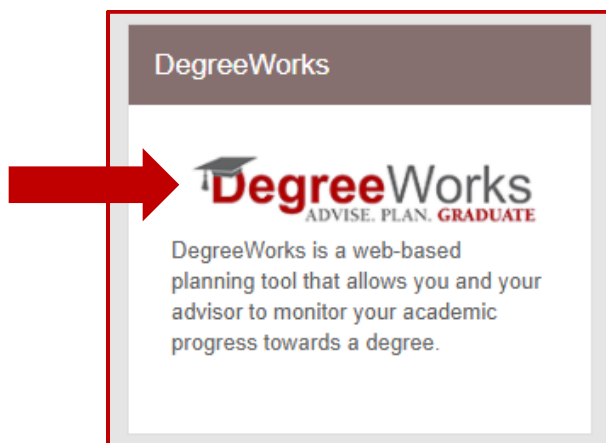 DegreeWorks
DegreeWorks
ADVISE. PLAN. GRADUATE
DegreeWorks is a web-based
planning tool that allows you and your
advisor to monitor your academic
progress towards a degree.